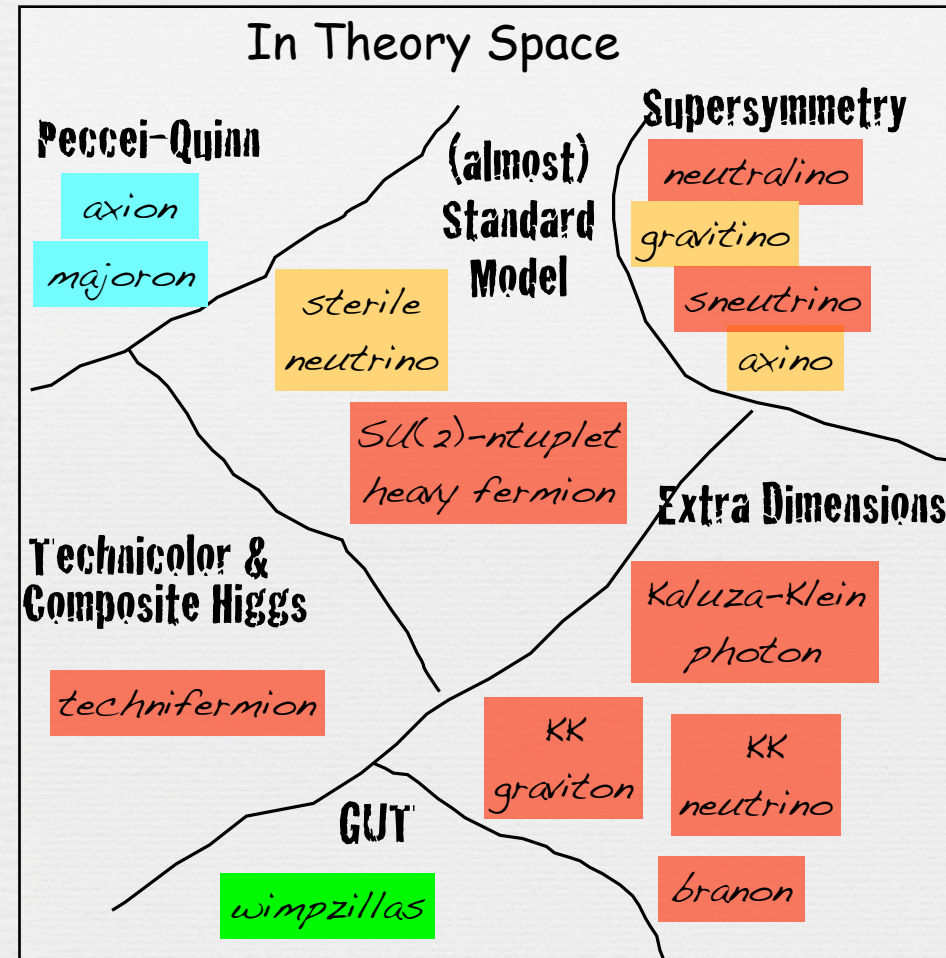 In Theory Space
Peccei-Quinn
axion
majoron
(almost)
Standard
Model
sterile
neutrino
SU(2)-ntuplet
heavy fermion
Supersymmetry
neutralino
gravitino
sneutrino
axino
Technicolor &
Composite Higgs
technifermion
Extra Dimensions
Kaluza-Klein
photon
KK
graviton
KK
neutrino
branon
GUT
wimpzillas